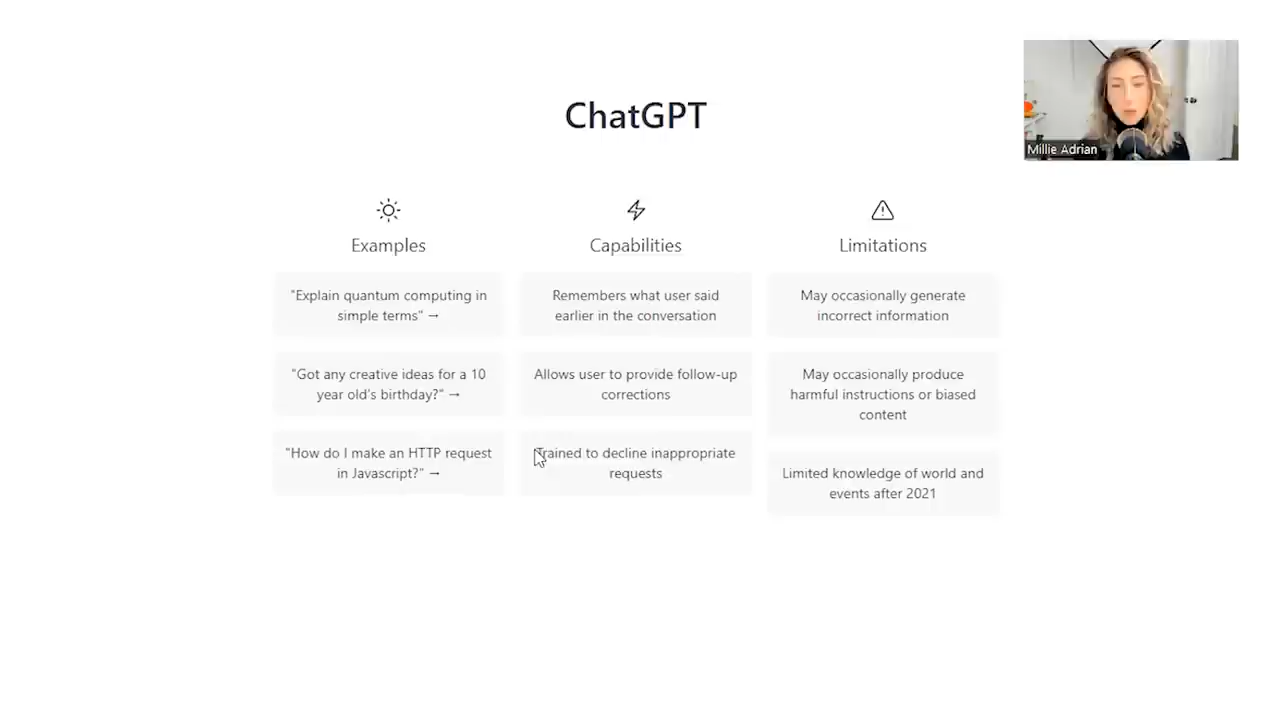 ChatGPT
Millie Adrian
Examples
"Explain quantum computing in
simple terms" →
"Got any creative ideas for a 10
year old's birthday?" →
"How do I make an HTTP request
in Javascript?" →
Capabilities
Remembers what user said
earlier in the conversation
Allows user to provide follow-up
corrections
Trained to decline inappropriate
requests
Limitations
May occasionally generate
incorrect information
May occasionally produce
harmful instructions or biased
content
Limited knowledge of world and
events after 2021